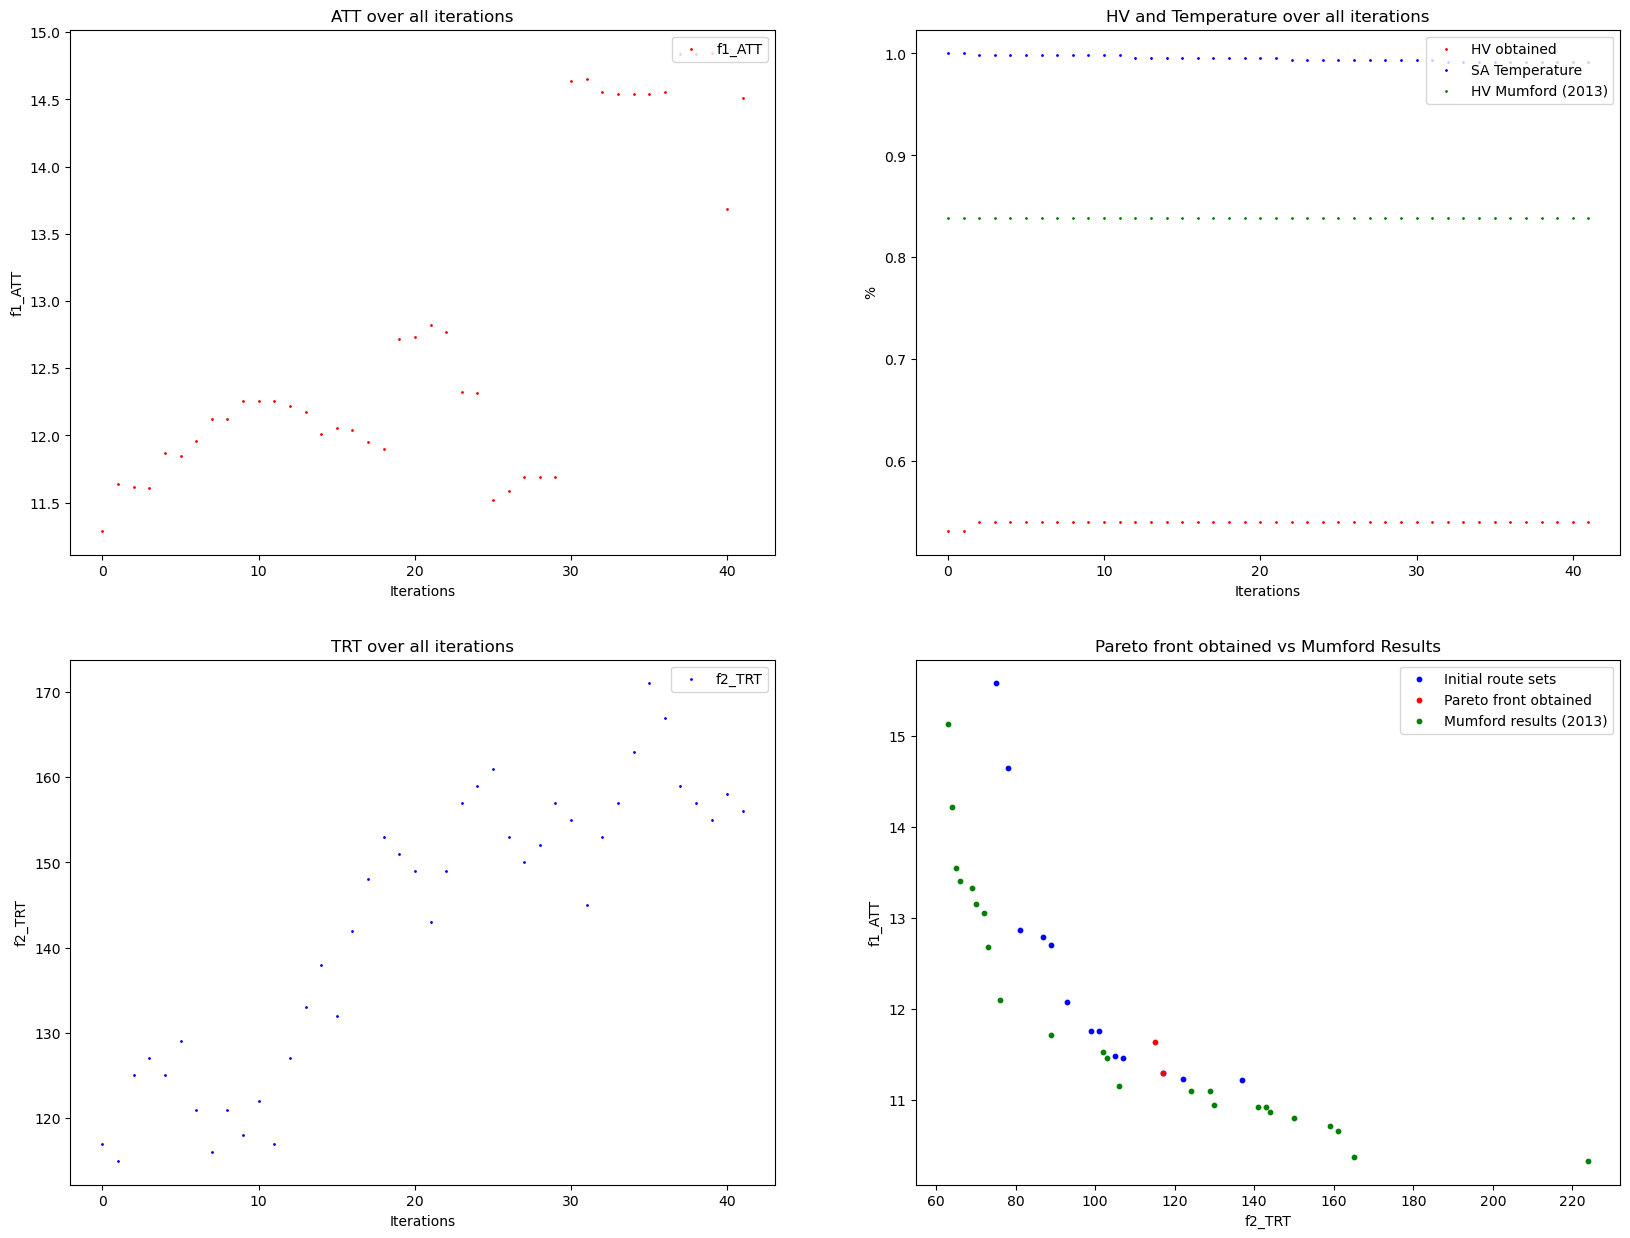 ATT over all iterations
f1_ATT
15.0
14.5
14.0
13.5
13.0
12.5
12.0
11.5
f1_ATT
0 10 20 30 40
Iterations
HV and Temperature over all iterations
HV obtained
SA Temperature
HV Mumford (2013)
1.0
0.9
0.8
0.7
0.6
%
0 10 20 30 40
Iterations
TRT over all iterations
f2_TRT
170
160
150
140
130
120
f2_TRT
0 10 20 30 40
Iterations
Pareto front obtained vs Mumford Results
Initial route sets
Pareto front obtained
Mumford results (2013)
15
14
13
12
11
f1_ATT
60 80 100 120 140 160 180 200 220
f2_TRT